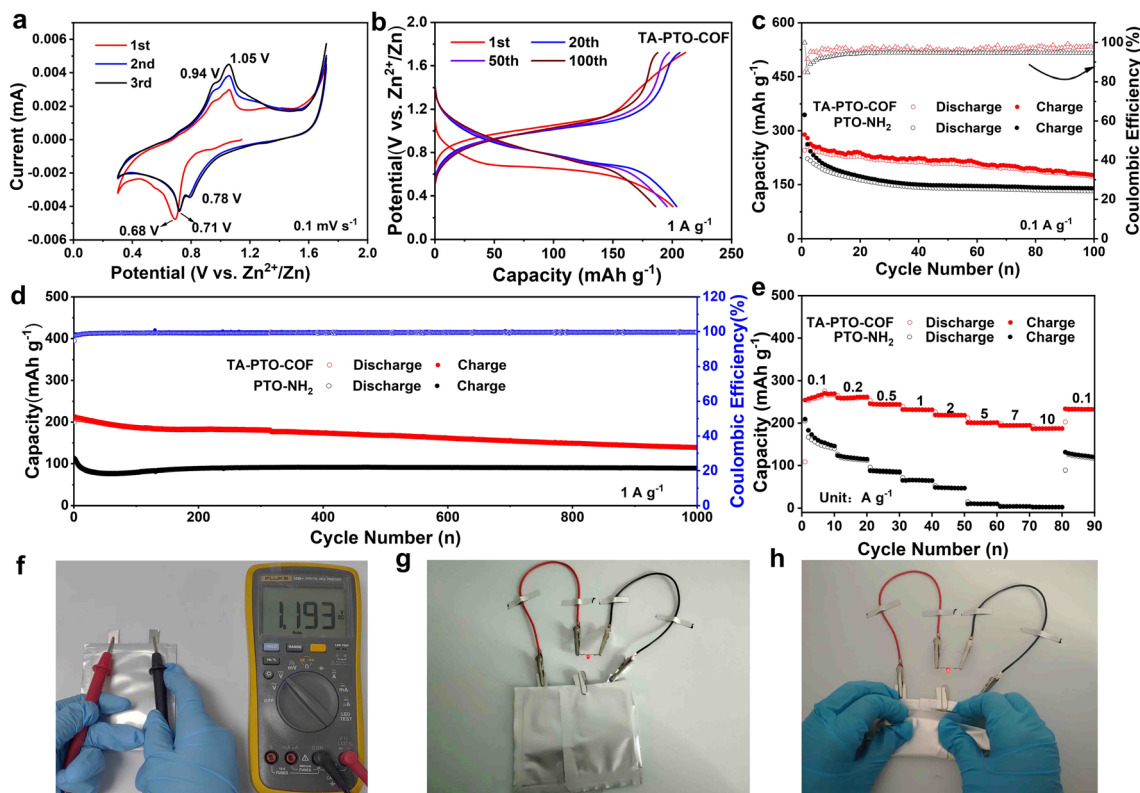 a
0.006
0.004
0.002
0.000
-0.002
-0.004
-0.006
Current (mA)
1st
2nd
3rd
0.94 V
1.05 V
0.78 V
0.68 V
0.71 V
0.1 mV s⁻¹
0.0 0.4 0.8 1.2 1.6 2.0
Potential (V vs. Zn²⁺/Zn)
b
2.0
1.6
1.2
0.8
0.4
0.0
Potential(V vs. Zn²⁺/Zn)
TA-PTO-COF
1st 20th
50th 100th
1 A g⁻¹
0 50 100 150 200 250
Capacity (mAh g⁻¹)
c
600
450
300
150
0
Capacity (mAh g⁻¹)
100
80
60
40
20
0
Coulombic Efficiency (%)
TA-PTO-COF Discharge Charge
PTO-NH₂ Discharge Charge
0.1 A g⁻¹
0 20 40 60 80 100
Cycle Number (n)
d
500
400
300
200
100
0
Capacity(mAh g⁻¹)
120
100
80
60
40
20
0
Coulombic Efficiency(%)
TA-PTO-COF Discharge Charge
PTO-NH₂ Discharge Charge
1 A g⁻¹
0 200 400 600 800 1000
Cycle Number (n)
e
500
400
300
200
100
0
Capacity (mAh g⁻¹)
TA-PTO-COF Discharge Charge
PTO-NH₂ Discharge Charge
0.1 0.2 0.5 1 2 5 7 10 0.1
Unit: A g⁻¹
0 10 20 30 40 50 60 70 80 90
Cycle Number (n)
f
FLUKE
1.193
g
h